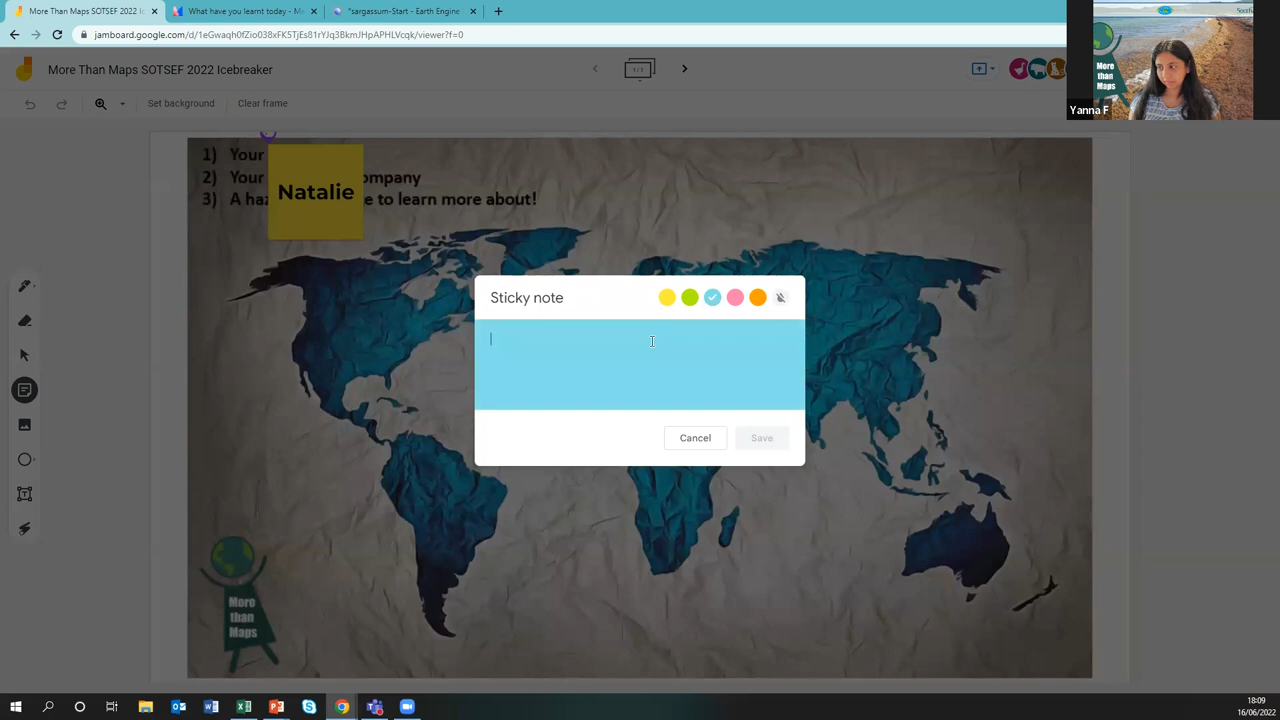 More Than Maps SOTSEF 2022 Ic
What have you learnt today - Me
*sargassum-Start - Earth Engine
jamboard.google.com/d/1eGwaqh0fZio038xFK5TjEs81rYJq3BkmJHpAPHLVcqk/viewer?f=0
More Than Maps SOTSEF 2022 Icebreaker
1 / 3
Set background
Clear frame
More
than
Maps
Yanna F
1) Your
2) Your ompany
3) A haz e to learn more about!
Natalie
Sticky note
Cancel
Save
More
than
Maps
18:09
16/06/2022